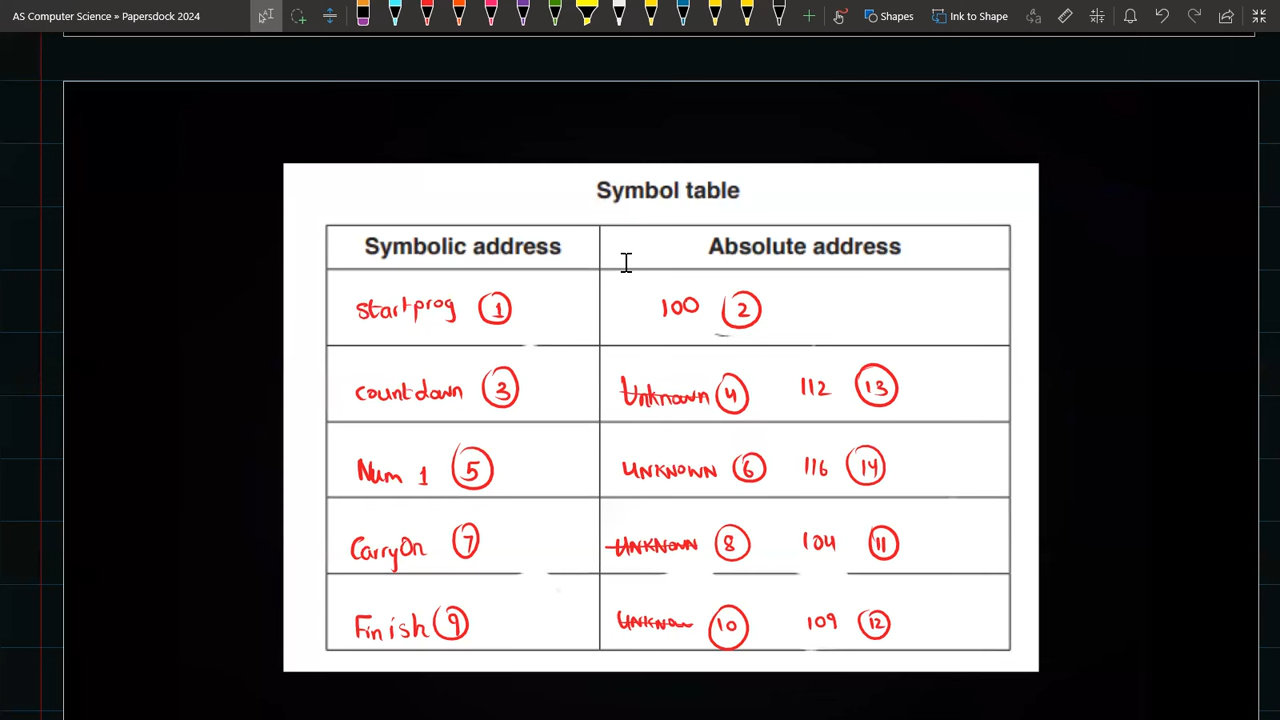 AS Computer Science » Papersdock 2024
Shapes
Ink to Shape
Symbol table
Symbolic address Absolute address
startprog 1 100 2
countdown 3 Unknown 4 112 13
Num 1 5 UNKNOWN 6 116 14
CarryOn 7 UNKNOWN 8 104 11
Finish 9 UNKNOW 10 109 12